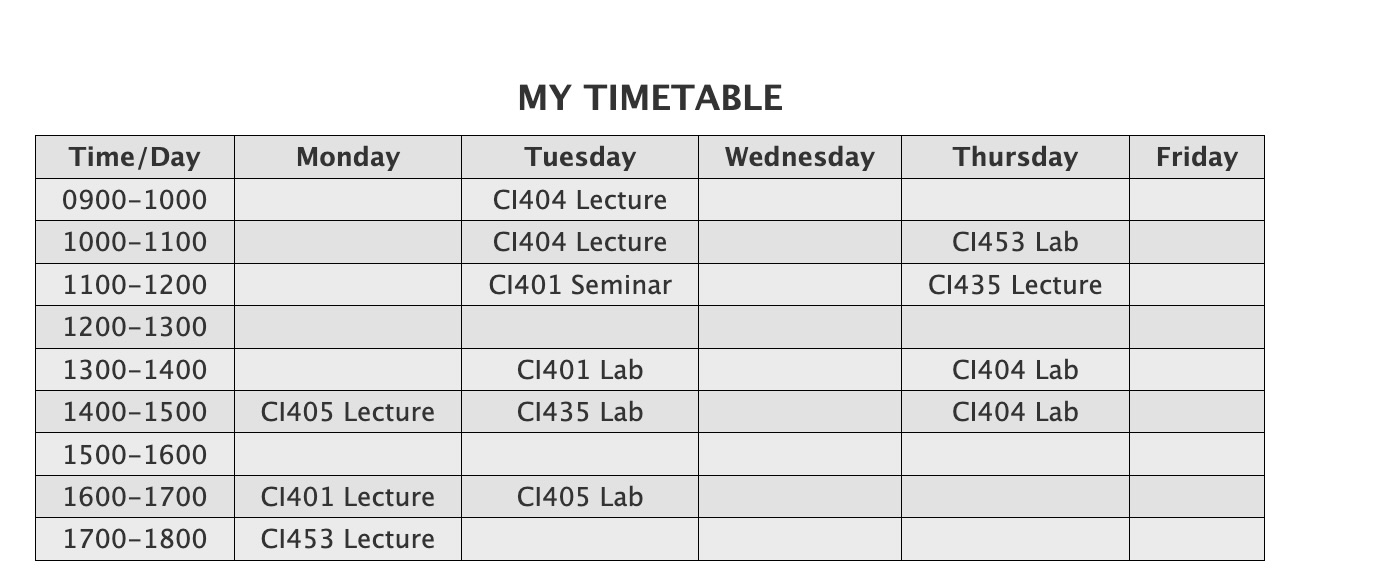 MY TIMETABLE
Time/Day Monday Tuesday Wednesday Thursday Friday
0900-1000 CI404 Lecture
1000-1100 CI404 Lecture CI453 Lab
1100-1200 CI401 Seminar CI435 Lecture
1200-1300
1300-1400 CI401 Lab CI404 Lab
1400-1500 CI405 Lecture CI435 Lab CI404 Lab
1500-1600
1600-1700 CI401 Lecture CI405 Lab
1700-1800 CI453 Lecture